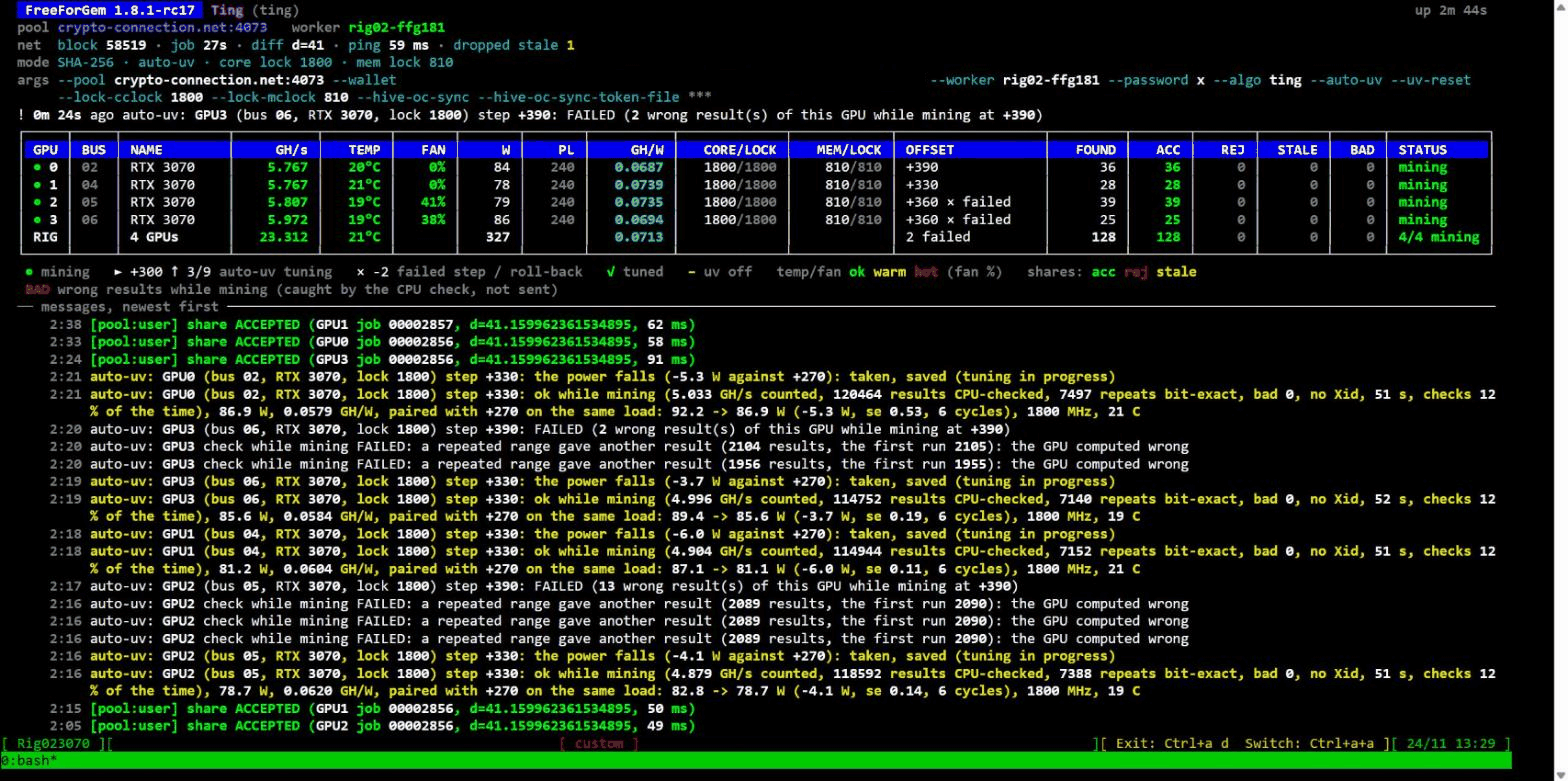 FreeForGem 1.8.1-rc17 Ting (ting) up 2m 44s
pool crypto-connection.net:4073 worker rig02-ffg181
net block 58519 · job 27s · diff d=41 · ping 59 ms · dropped stale 1
mode SHA-256 · auto-uv · core lock 1800 · mem lock 810
args --pool crypto-connection.net:4073 --wallet --worker rig02-ffg181 --password x --algo ting --auto-uv --uv-reset
--lock-cclock 1800 --lock-mclock 810 --hive-oc-sync --hive-oc-sync-token-file ***
! 0m 24s ago auto-uv: GPU3 (bus 06, RTX 3070, lock 1800) step +390: FAILED (2 wrong result(s) of this GPU while mining at +390)
GPU BUS NAME GH/s TEMP FAN W PL GH/W CORE/LOCK MEM/LOCK OFFSET FOUND ACC REJ STALE BAD STATUS
● 0 02 RTX 3070 5.767 20°C 0% 84 240 0.0687 1800/1800 810/810 +390 36 36 0 0 0 mining
● 1 04 RTX 3070 5.767 21°C 0% 78 240 0.0739 1800/1800 810/810 +330 28 28 0 0 0 mining
● 2 05 RTX 3070 5.807 19°C 41% 79 240 0.0735 1800/1800 810/810 +360 × failed 39 39 0 0 0 mining
● 3 06 RTX 3070 5.972 19°C 38% 86 240 0.0694 1800/1800 810/810 +360 × failed 25 25 0 0 0 mining
RIG 4 GPUs 23.312 21°C 327 0.0713 2 failed 128 128 0 0 0 4/4 mining
● mining ► +300 ↑ 3/9 auto-uv tuning × -2 failed step / roll-back √ tuned – uv off temp/fan ok warm hot (fan %) shares: acc rej stale
BAD wrong results while mining (caught by the CPU check, not sent)
── messages, newest first
2:38 [pool:user] share ACCEPTED (GPU1 job 00002857, d=41.159962361534895, 62 ms)
2:33 [pool:user] share ACCEPTED (GPU0 job 00002856, d=41.159962361534895, 58 ms)
2:24 [pool:user] share ACCEPTED (GPU3 job 00002856, d=41.159962361534895, 91 ms)
2:21 auto-uv: GPU0 (bus 02, RTX 3070, lock 1800) step +330: the power falls (-5.3 W against +270): taken, saved (tuning in progress)
2:21 auto-uv: GPU0 (bus 02, RTX 3070, lock 1800) step +330: ok while mining (5.033 GH/s counted, 120464 results CPU-checked, 7497 repeats bit-exact, bad 0, no Xid, 51 s, checks 12
% of the time), 86.9 W, 0.0579 GH/W, paired with +270 on the same load: 92.2 -> 86.9 W (-5.3 W, se 0.53, 6 cycles), 1800 MHz, 21 C
2:20 auto-uv: GPU3 (bus 06, RTX 3070, lock 1800) step +390: FAILED (2 wrong result(s) of this GPU while mining at +390)
2:20 auto-uv: GPU3 check while mining FAILED: a repeated range gave another result (2104 results, the first run 2105): the GPU computed wrong
2:20 auto-uv: GPU3 check while mining FAILED: a repeated range gave another result (1956 results, the first run 1955): the GPU computed wrong
2:19 auto-uv: GPU3 (bus 06, RTX 3070, lock 1800) step +330: the power falls (-3.7 W against +270): taken, saved (tuning in progress)
2:19 auto-uv: GPU3 (bus 06, RTX 3070, lock 1800) step +330: ok while mining (4.996 GH/s counted, 114752 results CPU-checked, 7140 repeats bit-exact, bad 0, no Xid, 52 s, checks 12
% of the time), 85.6 W, 0.0584 GH/W, paired with +270 on the same load: 89.4 -> 85.6 W (-3.7 W, se 0.19, 6 cycles), 1800 MHz, 19 C
2:18 auto-uv: GPU1 (bus 04, RTX 3070, lock 1800) step +330: the power falls (-6.0 W against +270): taken, saved (tuning in progress)
2:18 auto-uv: GPU1 (bus 04, RTX 3070, lock 1800) step +330: ok while mining (4.904 GH/s counted, 114944 results CPU-checked, 7152 repeats bit-exact, bad 0, no Xid, 51 s, checks 12
% of the time), 81.2 W, 0.0604 GH/W, paired with +270 on the same load: 87.1 -> 81.1 W (-6.0 W, se 0.11, 6 cycles), 1800 MHz, 21 C
2:17 auto-uv: GPU2 (bus 05, RTX 3070, lock 1800) step +390: FAILED (13 wrong result(s) of this GPU while mining at +390)
2:16 auto-uv: GPU2 check while mining FAILED: a repeated range gave another result (2089 results, the first run 2090): the GPU computed wrong
2:16 auto-uv: GPU2 check while mining FAILED: a repeated range gave another result (2089 results, the first run 2090): the GPU computed wrong
2:16 auto-uv: GPU2 check while mining FAILED: a repeated range gave another result (2089 results, the first run 2090): the GPU computed wrong
2:16 auto-uv: GPU2 (bus 05, RTX 3070, lock 1800) step +330: the power falls (-4.1 W against +270): taken, saved (tuning in progress)
2:16 auto-uv: GPU2 (bus 05, RTX 3070, lock 1800) step +330: ok while mining (4.879 GH/s counted, 118592 results CPU-checked, 7388 repeats bit-exact, bad 0, no Xid, 51 s, checks 12
% of the time), 78.7 W, 0.0620 GH/W, paired with +270 on the same load: 82.8 -> 78.7 W (-4.1 W, se 0.14, 6 cycles), 1800 MHz, 19 C
2:15 [pool:user] share ACCEPTED (GPU1 job 00002856, d=41.159962361534895, 50 ms)
2:05 [pool:user] share ACCEPTED (GPU2 job 00002856, d=41.159962361534895, 49 ms)
[ Rig023070 ][ [ custom ] ][ Exit: Ctrl+a d Switch: Ctrl+a+a ][ 24/11 13:29 ]
0:bash*